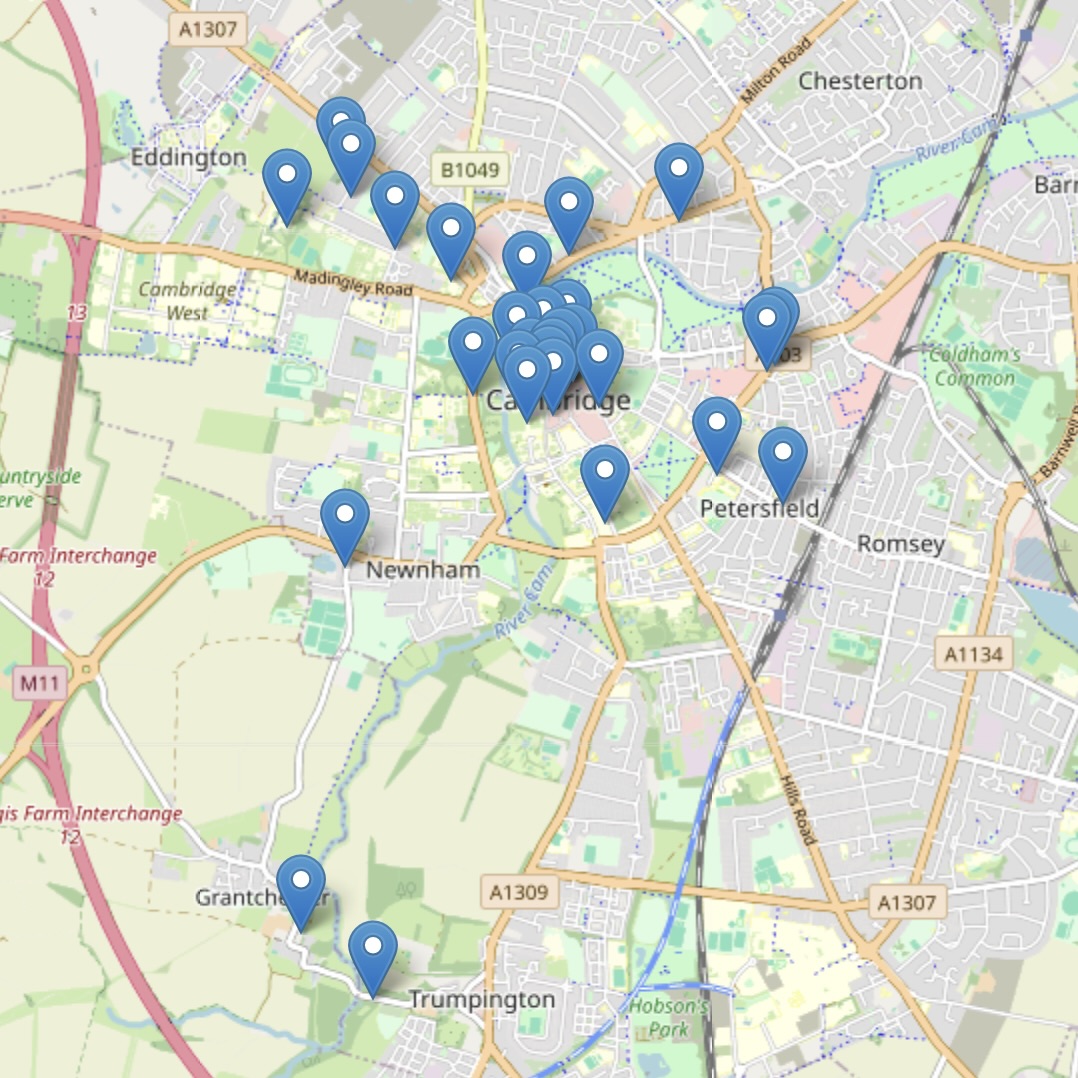 A1307
Milton Road
Chesterton
River Cam
Eddington
B1049
Barn
Madingley Road
Cambridge
West
13
A1303
Coldham's
Common
Cambridge
Barnwell R
untryside
erve
Petersfield
Romsey
Farm Interchange
12
Newnham
River Cam
A1134
M11
Hills Road
gis Farm Interchange
12
Grantchester
A1309
A1307
Trumpington
Hobson's
Park